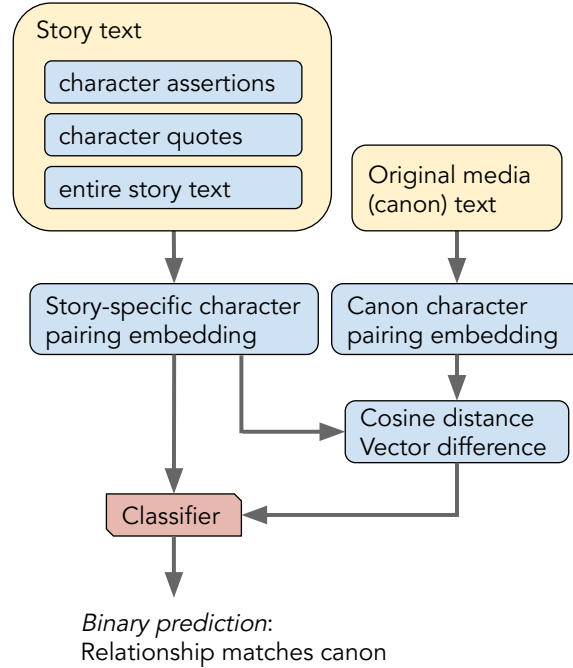 Story text
character assertions
character quotes
entire story text
Original media
(canon) text
Story-specific character
pairing embedding
Canon character
pairing embedding
Cosine distance
Vector difference
Classifier
Binary prediction:
Relationship matches canon